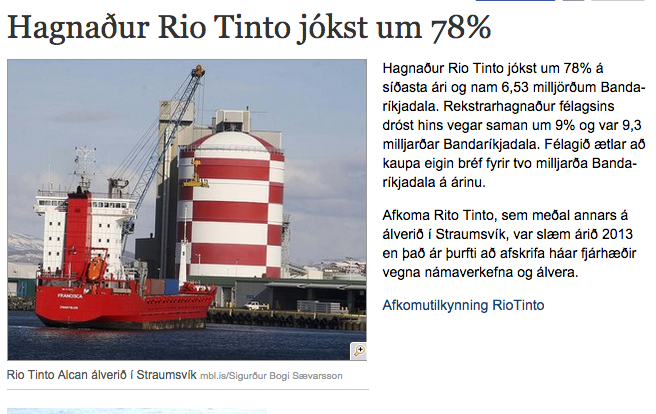 Hagnaður Rio Tinto jókst um 78%
Hagnaður Rio Tinto jókst um 78% á
síðasta ári og nam 6,53 milljörðum Banda-
ríkjadala. Rekstrarhagnaður félagsins
dróst hins vegar saman um 9% og var 9,3
milljarðar Bandaríkjadala. Félagið ætlar að
kaupa eigin bréf fyrir tvo milljarða Banda-
ríkjadala á árinu.
Afkoma Rito Tinto, sem meðal annars á
álverið í Straumsvík, var slæm árið 2013
en það ár þurfti að afskrifa háar fjárhæðir
vegna námaverkefna og álvera.
Afkomutilkynning RioTinto
FRANCISCA
Rio Tinto Alcan álverið í Straumsvík mbl.is/Sigurður Bogi Sævarsson